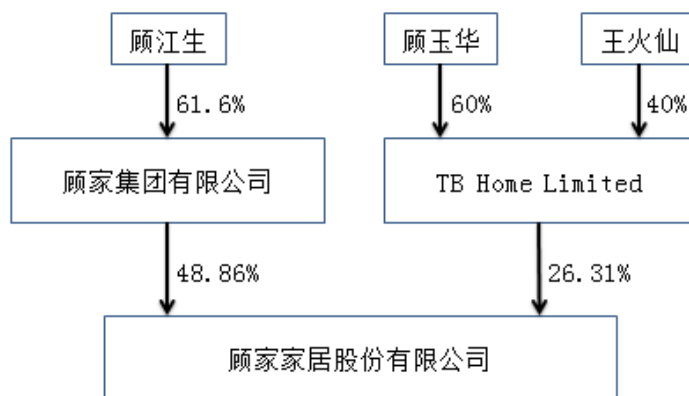 顾江生
顾玉华
王火仙
61.6%
60%
40%
顾家集团有限公司
TB Home Limited
48.86%
26.31%
顾家家居股份有限公司